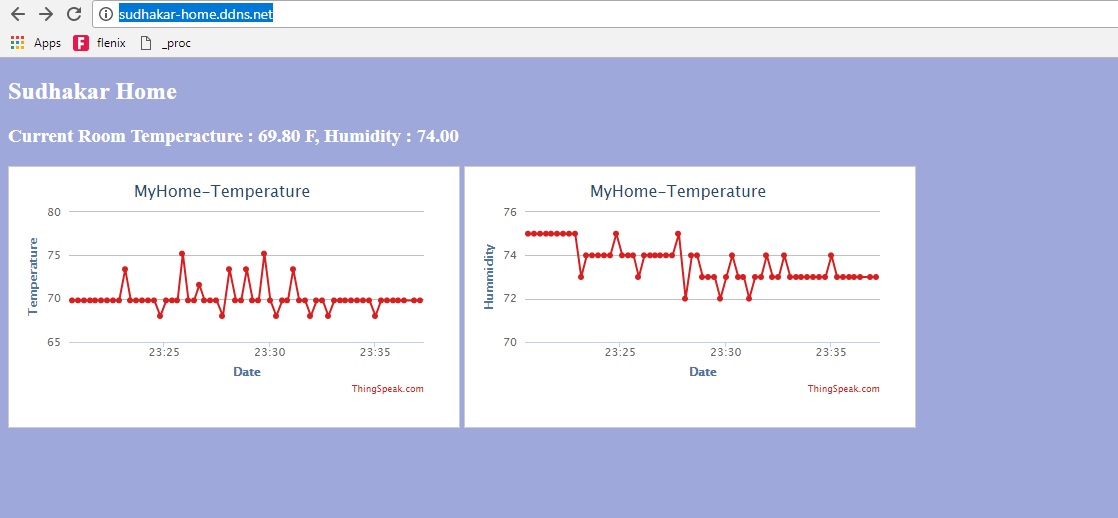 sudhakar-home.ddns.net
Apps flenix _proc
Sudhakar Home
Current Room Temperacture : 69.80 F, Humidity : 74.00
MyHome-Temperature
80
75
70
65
Temperature
23:25 23:30 23:35
Date
ThingSpeak.com
MyHome-Temperature
76
74
72
70
Hummidity
23:25 23:30 23:35
Date
ThingSpeak.com